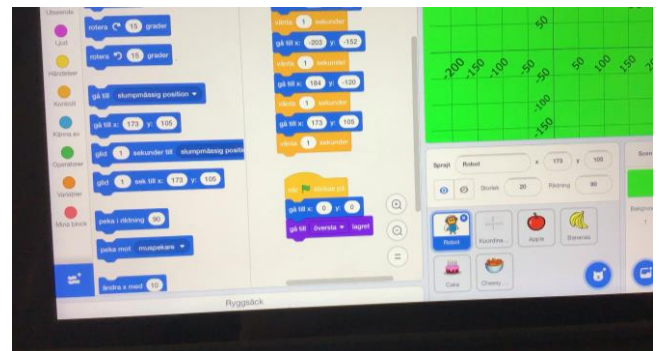 Utseende
Ljud
Händelser
Kontroll
Känna av
Operatorer
Variabler
Mina block
rotera 15 grader
rotera 15 grader
gå till slumpmässig position
gå till x: 173 y: 105
glid 1 sekunder till slumpmässig positi
glid 1 sek till x: 173 y: 105
peka i riktning 90
peka mot muspekare
ändra x med 10
vänta 1 sekunder
gå till x: -203 y: -152
vänta 1 sekunder
gå till x: 184 y: -120
vänta 1 sekunder
gå till x: 173 y: 105
vänta 1 sekunder
när klickas på
gå till x: 0 y: 0
gå till översta lagret
50
-200 -150 -100 -50 50 100 150
-50
-100
-150
Sprajt Robot x 173 y 105
Storlek 20 Riktning 90
Robot
Koordina...
Apple
Bananas
Cake
Cheesy ...
Ryggsäck